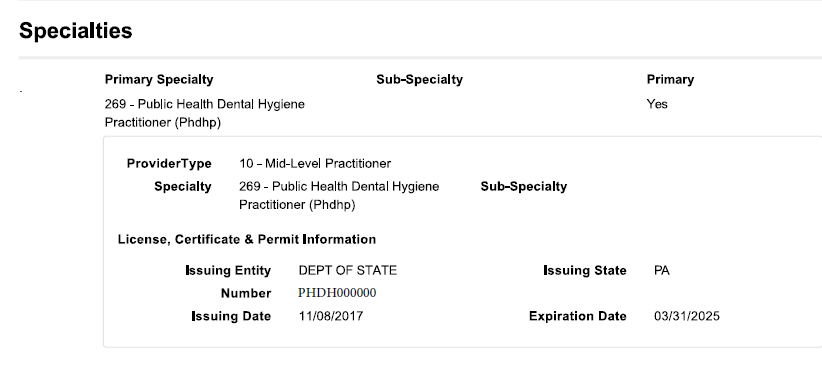 Specialties
Primary Specialty Sub-Specialty Primary
269 - Public Health Dental Hygiene Yes
Practitioner (Phdhp)
ProviderType 10 - Mid-Level Practitioner
Specialty 269 - Public Health Dental Hygiene Sub-Specialty
Practitioner (Phdhp)
License, Certificate & Permit Information
Issuing Entity DEPT OF STATE Issuing State PA
Number PHDH000000
Issuing Date 11/08/2017 Expiration Date 03/31/2025